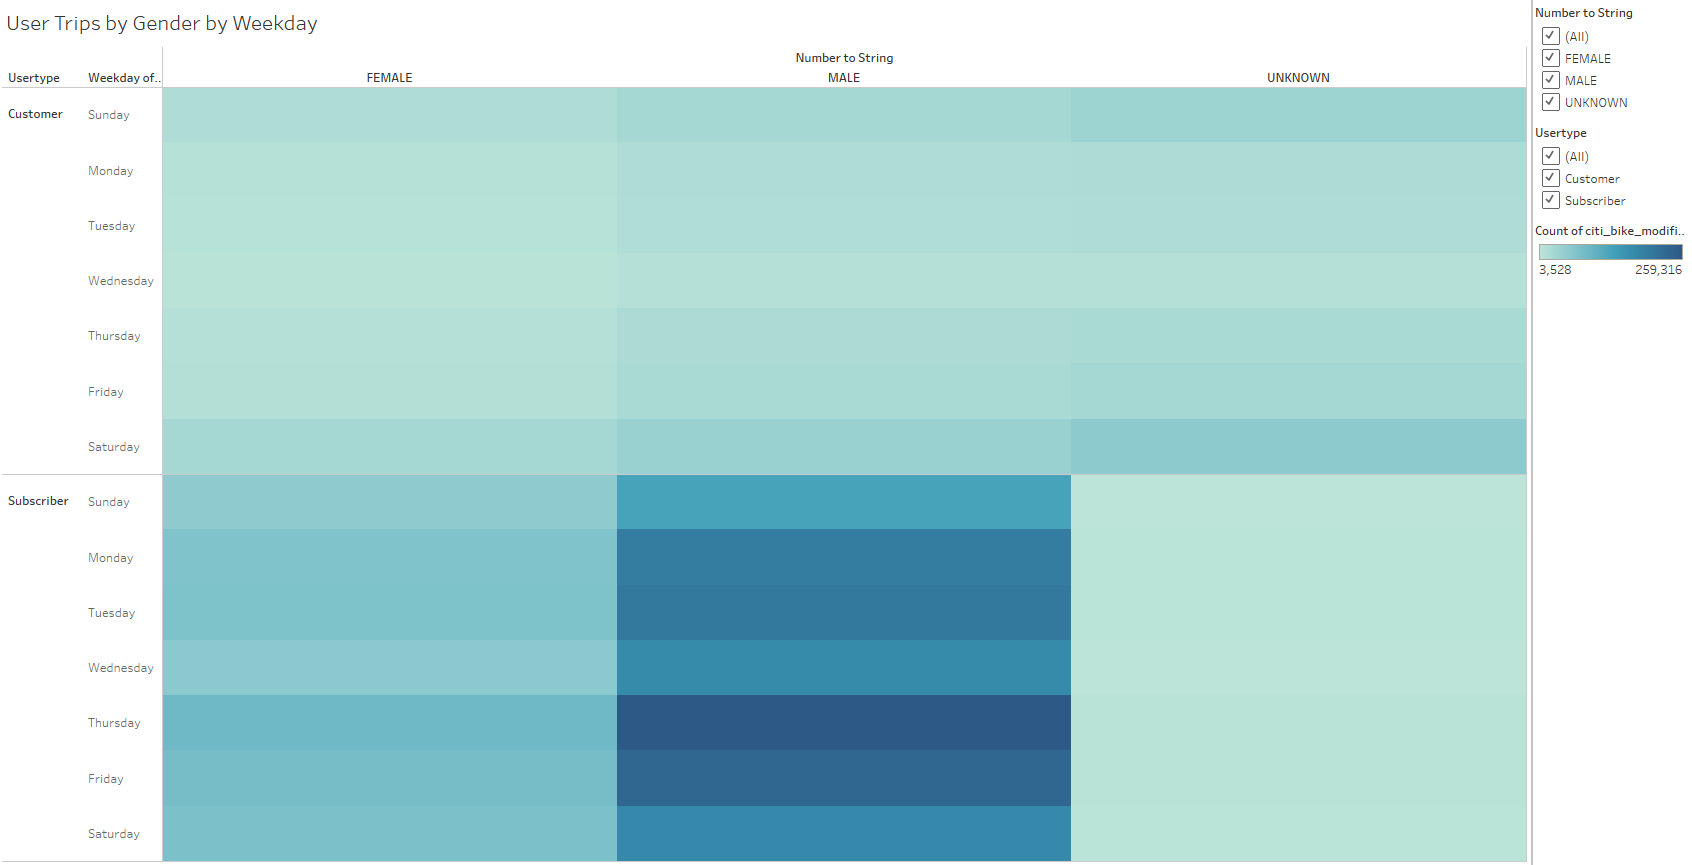 User Trips by Gender by Weekday
Number to String
Usertype Weekday of.. FEMALE MALE UNKNOWN
Customer Sunday
Monday
Tuesday
Wednesday
Thursday
Friday
Saturday
Subscriber Sunday
Monday
Tuesday
Wednesday
Thursday
Friday
Saturday
Number to String
(All)
FEMALE
MALE
UNKNOWN
Usertype
(All)
Customer
Subscriber
Count of citi_bike_modifi..
3,528 259,316